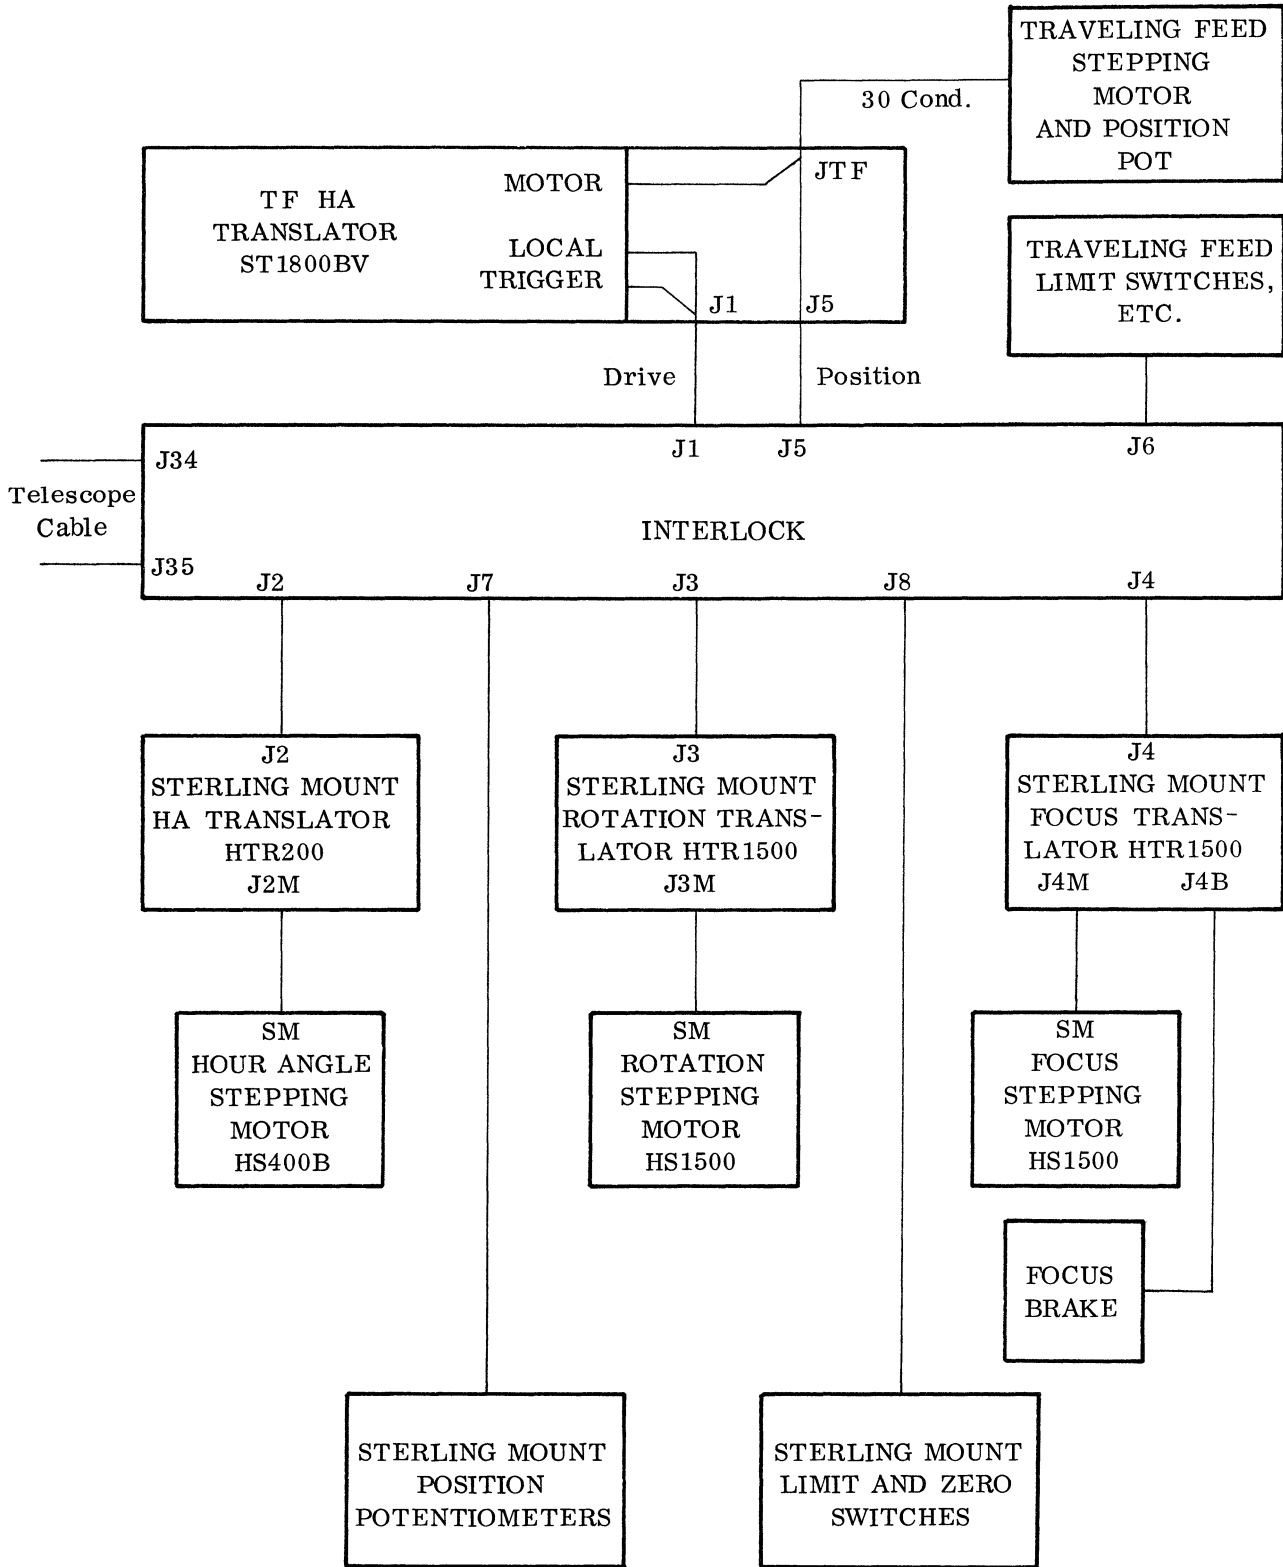 TRAVELING FEED
STEPPING
MOTOR
AND POSITION
POT
30 Cond.
TF HA
TRANSLATOR
ST1800BV
MOTOR
LOCAL
TRIGGER
JTF
J1
J5
TRAVELING FEED
LIMIT SWITCHES,
ETC.
Drive
Position
J34
Telescope
Cable
J35
J1
J5
J6
INTERLOCK
J2
J7
J3
J8
J4
J2
STERLING MOUNT
HA TRANSLATOR
HTR200
J2M
J3
STERLING MOUNT
ROTATION TRANS-
LATOR HTR1500
J3M
J4
STERLING MOUNT
FOCUS TRANS-
LATOR HTR1500
J4M
J4B
SM
HOUR ANGLE
STEPPING
MOTOR
HS400B
SM
ROTATION
STEPPING
MOTOR
HS1500
SM
FOCUS
STEPPING
MOTOR
HS1500
FOCUS
BRAKE
STERLING MOUNT
POSITION
POTENTIOMETERS
STERLING MOUNT
LIMIT AND ZERO
SWITCHES